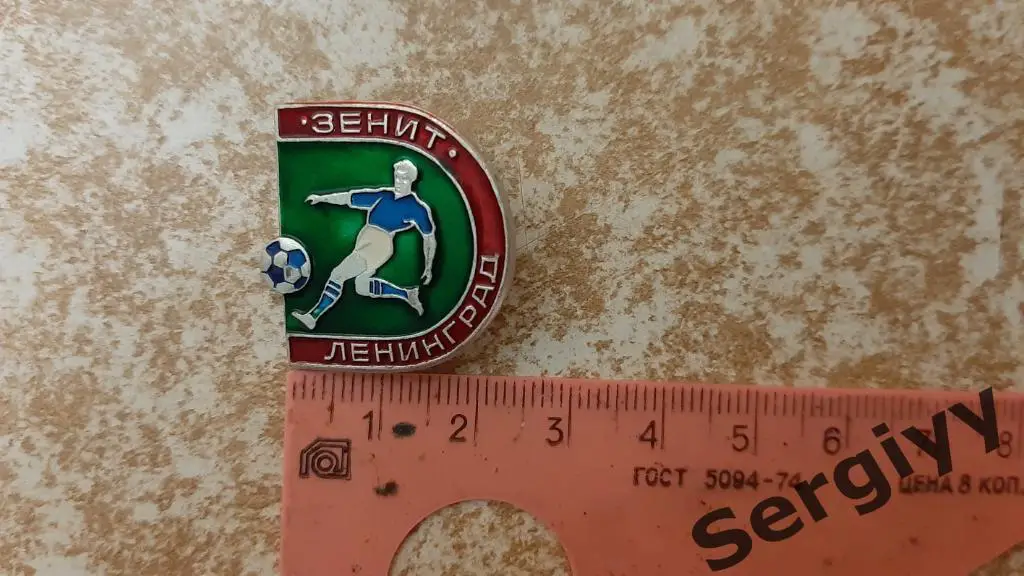 ·ЗЕНИТ·
ЛЕНИНГРАД
1 2 3 4 5 6 7 8
ГОСТ 5094-74 ЦЕНА 8 КОП.
Sergiyy